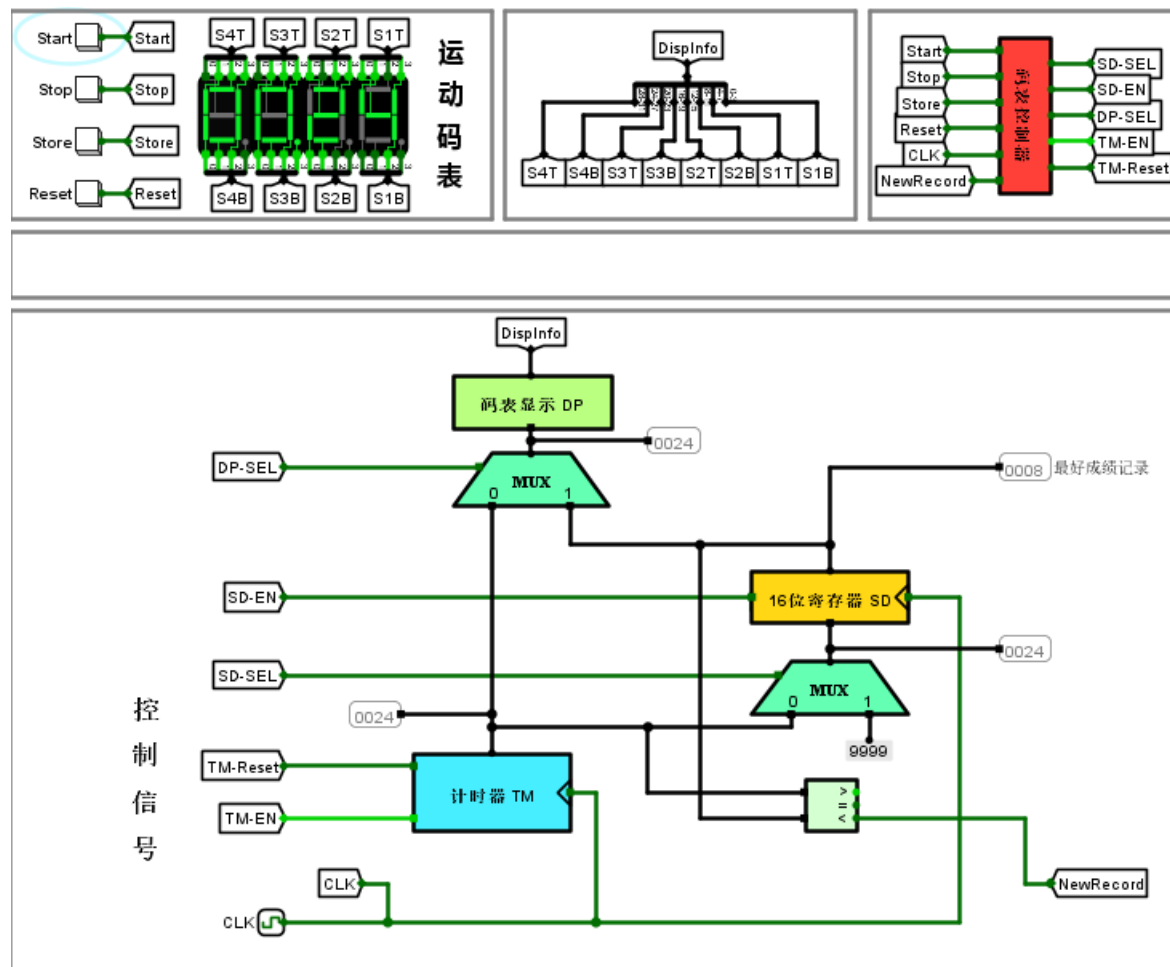 Start
Start
Stop
Stop
Store
Store
Reset
Reset
S4T
S3T
S2T
S1T
S4B
S3B
S2B
S1B
运动码表
DispInfo
S4T
S4B
S3T
S3B
S2T
S2B
S1T
S1B
Start
Stop
Store
Reset
CLK
NewRecord
码表控制器
SD-SEL
SD-EN
DP-SEL
TM-EN
TM-Reset
DispInfo
码表显示 DP
0024
DP-SEL
MUX
0 1
0008 最好成绩记录
SD-EN
16位寄存器 SD
0024
SD-SEL
MUX
0 1
9999
控制信号
0024
TM-Reset
TM-EN
计时器 TM
>
=
<
CLK
CLK
NewRecord